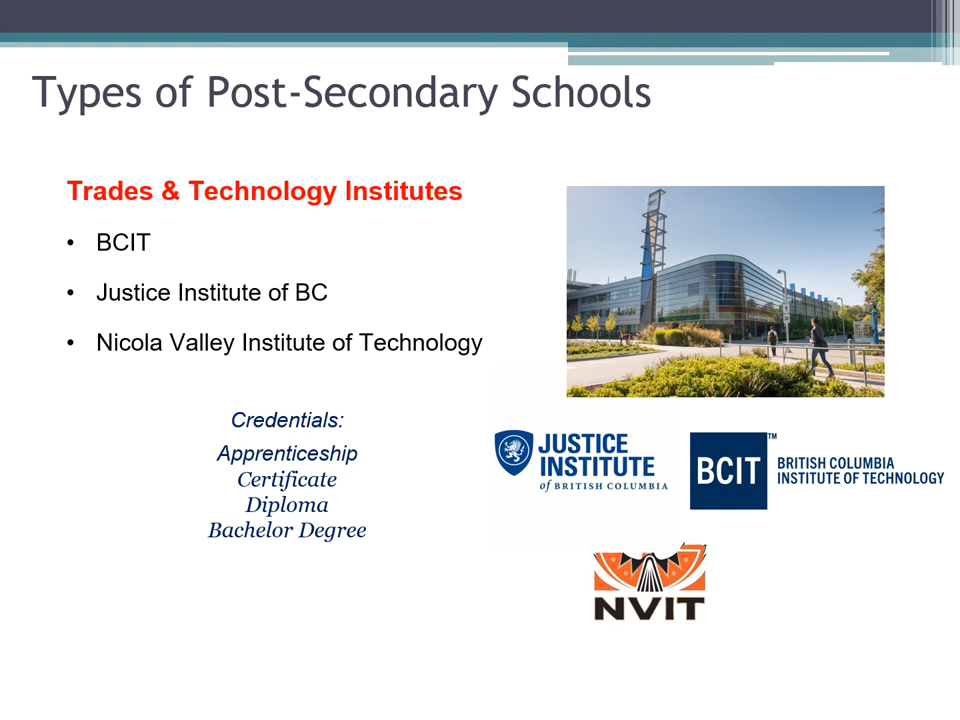 Types of Post-Secondary Schools
Trades & Technology Institutes
• BCIT
• Justice Institute of BC
• Nicola Valley Institute of Technology
Credentials:
Apprenticeship
Certificate
Diploma
Bachelor Degree
JUSTICE
INSTITUTE
of BRITISH COLUMBIA
BCIT™
BRITISH COLUMBIA
INSTITUTE OF TECHNOLOGY
NVIT